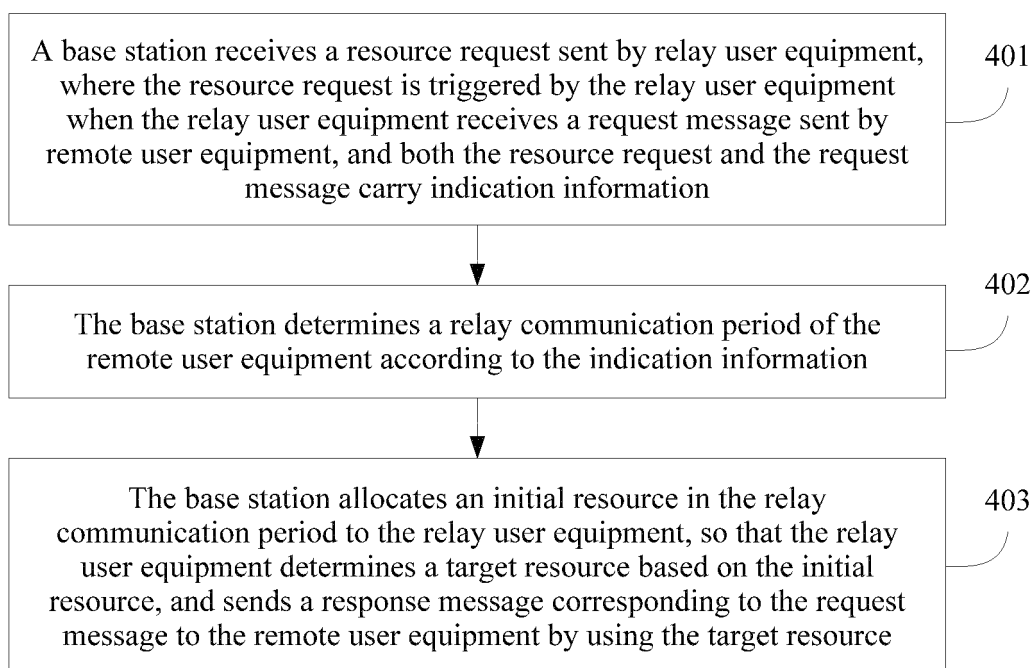 A base station receives a resource request sent by relay user equipment,
where the resource request is triggered by the relay user equipment
when the relay user equipment receives a request message sent by
remote user equipment, and both the resource request and the request
message carry indication information
401
The base station determines a relay communication period of the
remote user equipment according to the indication information
402
The base station allocates an initial resource in the relay
communication period to the relay user equipment, so that the relay
user equipment determines a target resource based on the initial
resource, and sends a response message corresponding to the request
message to the remote user equipment by using the target resource
403